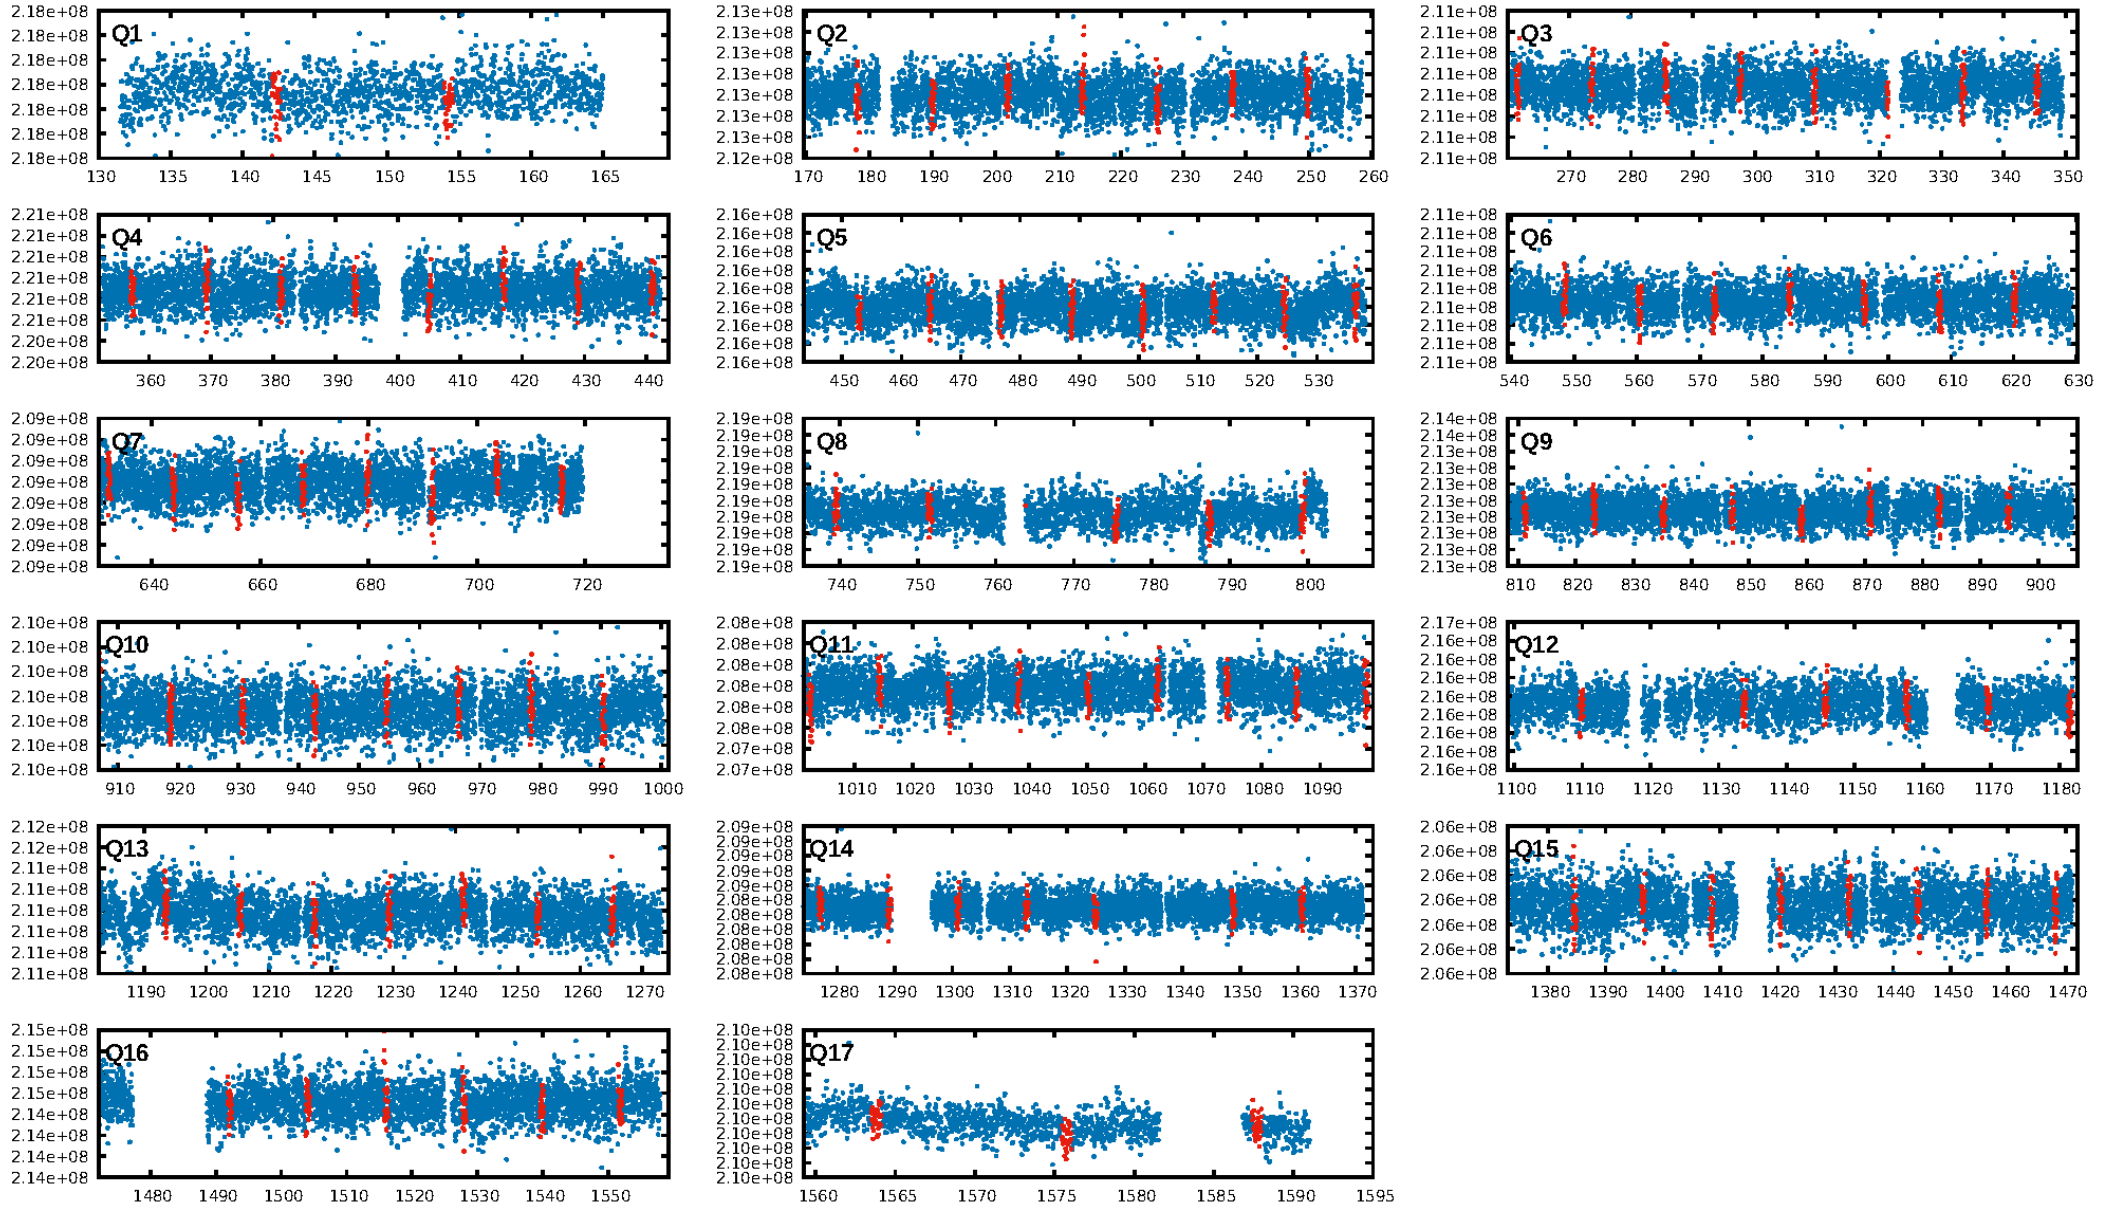 Q1
2.18e+08
2.18e+08
2.18e+08
2.18e+08
2.18e+08
2.18e+08
2.18e+08
130 135 140 145 150 155 160 165
Q2
2.13e+08
2.13e+08
2.13e+08
2.13e+08
2.13e+08
2.13e+08
2.13e+08
2.12e+08
170 180 190 200 210 220 230 240 250 260
Q3
2.11e+08
2.11e+08
2.11e+08
2.11e+08
2.11e+08
2.11e+08
2.11e+08
270 280 290 300 310 320 330 340 350
Q4
2.21e+08
2.21e+08
2.21e+08
2.21e+08
2.21e+08
2.21e+08
2.20e+08
2.20e+08
360 370 380 390 400 410 420 430 440
Q5
2.16e+08
2.16e+08
2.16e+08
2.16e+08
2.16e+08
2.16e+08
2.16e+08
2.16e+08
2.16e+08
450 460 470 480 490 500 510 520 530
Q6
2.11e+08
2.11e+08
2.11e+08
2.11e+08
2.11e+08
2.11e+08
2.11e+08
2.11e+08
2.11e+08
540 550 560 570 580 590 600 610 620 630
Q7
2.09e+08
2.09e+08
2.09e+08
2.09e+08
2.09e+08
2.09e+08
2.09e+08
2.09e+08
640 660 680 700 720
Q8
2.19e+08
2.19e+08
2.19e+08
2.19e+08
2.19e+08
2.19e+08
2.19e+08
2.19e+08
2.19e+08
2.19e+08
740 750 760 770 780 790 800
Q9
2.14e+08
2.14e+08
2.13e+08
2.13e+08
2.13e+08
2.13e+08
2.13e+08
2.13e+08
2.13e+08
2.13e+08
810 820 830 840 850 860 870 880 890 900
Q10
2.10e+08
2.10e+08
2.10e+08
2.10e+08
2.10e+08
2.10e+08
2.10e+08
910 920 930 940 950 960 970 980 990 1000
Q11
2.08e+08
2.08e+08
2.08e+08
2.08e+08
2.08e+08
2.08e+08
2.07e+08
2.07e+08
1010 1020 1030 1040 1050 1060 1070 1080 1090
Q12
2.17e+08
2.16e+08
2.16e+08
2.16e+08
2.16e+08
2.16e+08
2.16e+08
2.16e+08
2.16e+08
1100 1110 1120 1130 1140 1150 1160 1170 1180
Q13
2.12e+08
2.12e+08
2.11e+08
2.11e+08
2.11e+08
2.11e+08
2.11e+08
2.11e+08
1190 1200 1210 1220 1230 1240 1250 1260 1270
Q14
2.09e+08
2.09e+08
2.09e+08
2.09e+08
2.09e+08
2.08e+08
2.08e+08
2.08e+08
2.08e+08
2.08e+08
2.08e+08
1280 1290 1300 1310 1320 1330 1340 1350 1360 1370
Q15
2.06e+08
2.06e+08
2.06e+08
2.06e+08
2.06e+08
2.06e+08
2.06e+08
1380 1390 1400 1410 1420 1430 1440 1450 1460 1470
Q16
2.15e+08
2.15e+08
2.15e+08
2.15e+08
2.14e+08
2.14e+08
2.14e+08
2.14e+08
1480 1490 1500 1510 1520 1530 1540 1550
Q17
2.10e+08
2.10e+08
2.10e+08
2.10e+08
2.10e+08
2.10e+08
2.10e+08
2.10e+08
2.10e+08
2.10e+08
2.10e+08
1560 1565 1570 1575 1580 1585 1590 1595